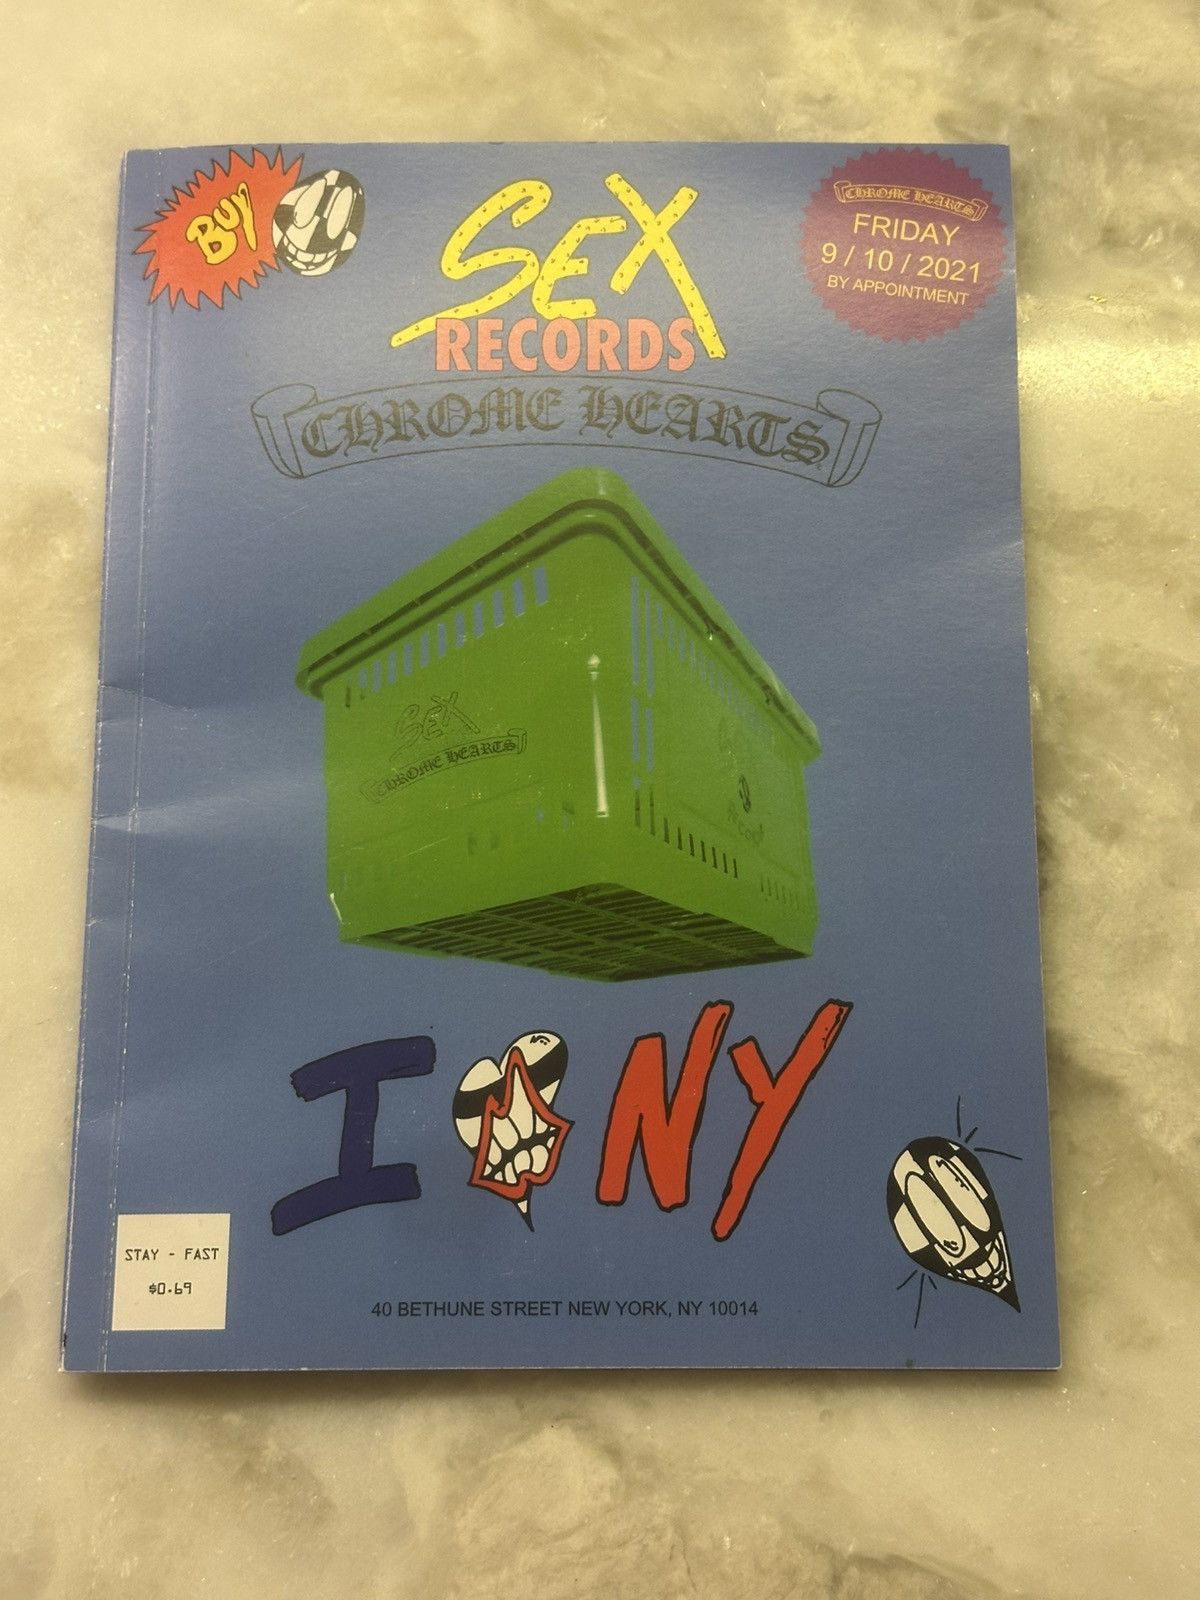 BUY
SEX
RECORDS
CHROME HEARTS
CHROME HEARTS
FRIDAY
9 / 10 / 2021
BY APPOINTMENT
SEX
CHROME HEARTS
I NY
STAY - FAST
$0.69
40 BETHUNE STREET NEW YORK, NY 10014